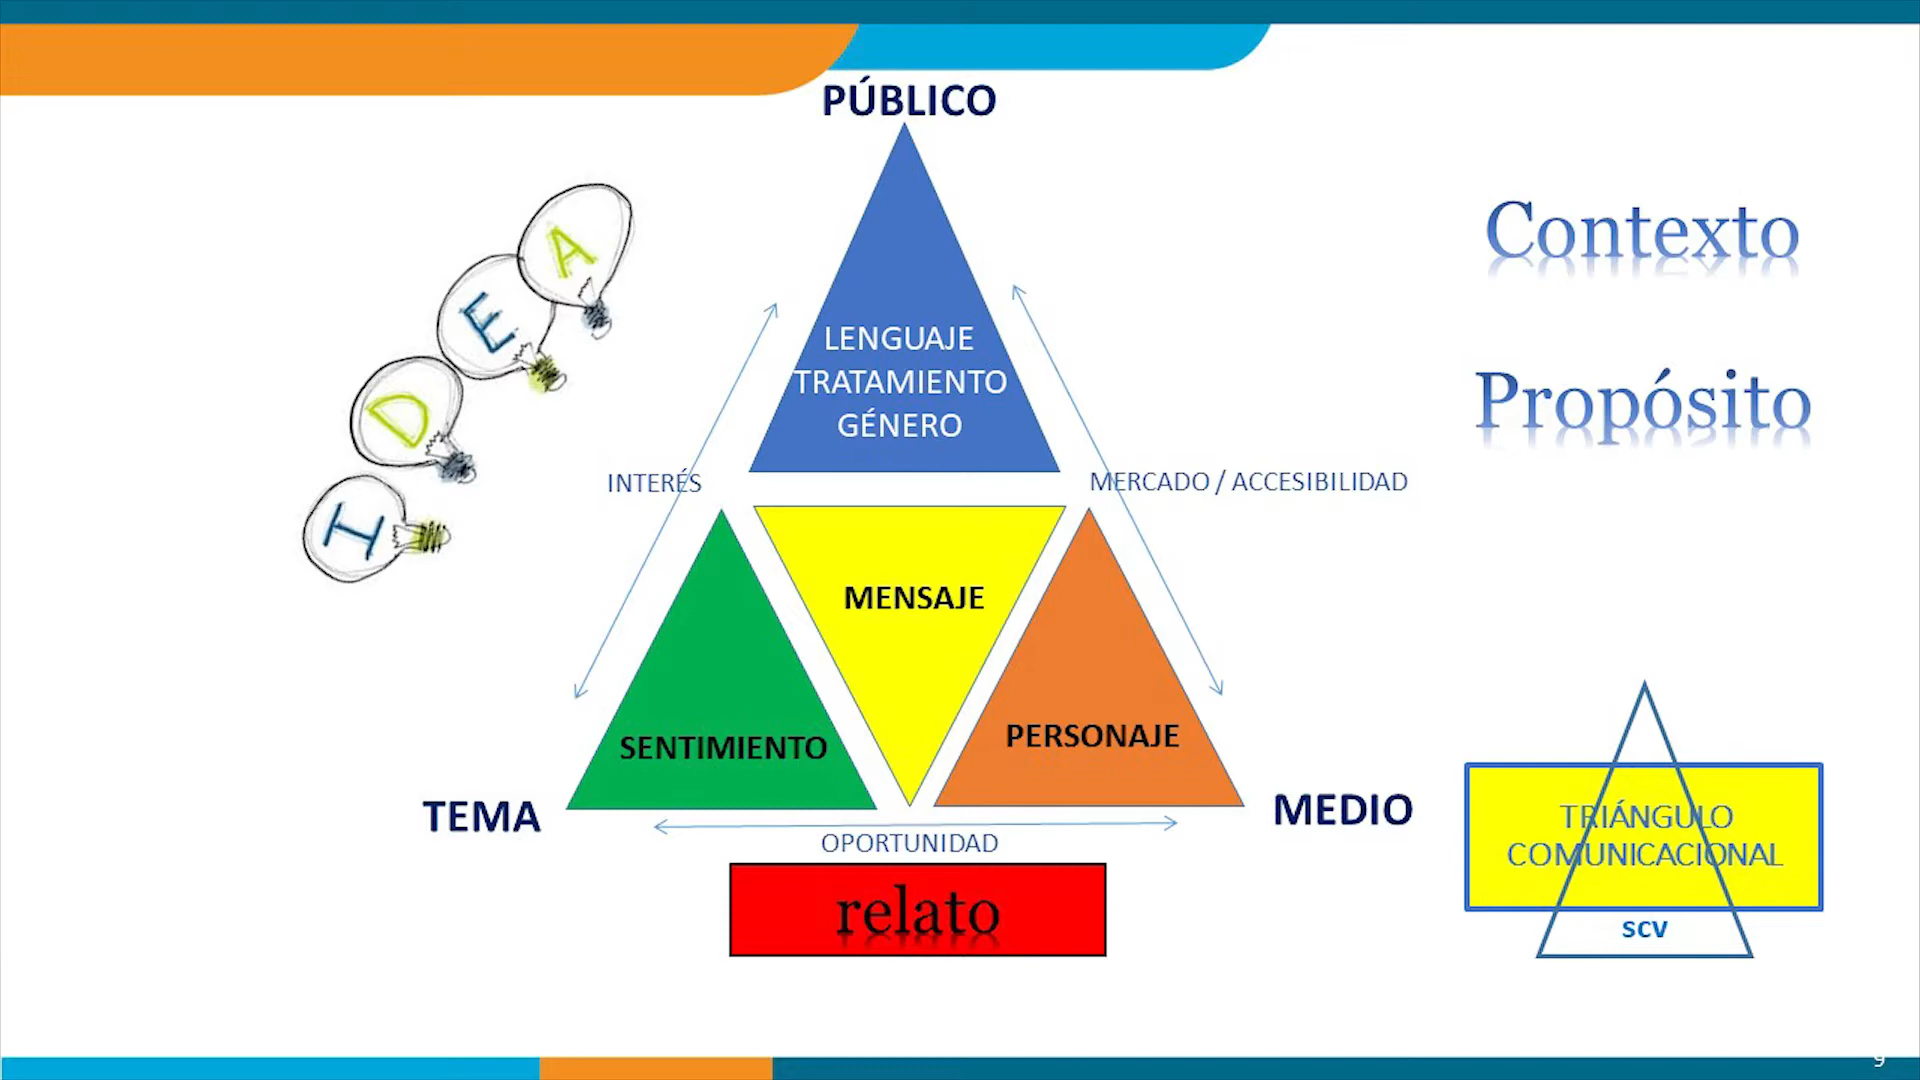 PÚBLICO
I D E A
LENGUAJE
TRATAMIENTO
GÉNERO
Contexto
Propósito
INTERÉS
MERCADO / ACCESIBILIDAD
MENSAJE
SENTIMIENTO
PERSONAJE
TEMA
MEDIO
OPORTUNIDAD
relato
TRIÁNGULO
COMUNICACIONAL
SCV
9